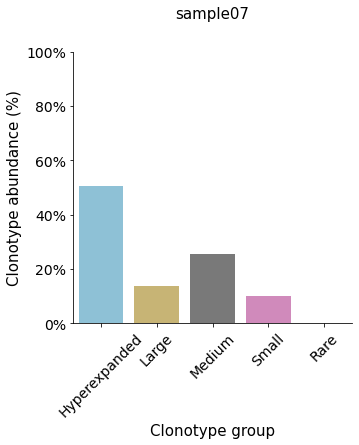 sample07
100%
80%
60%
40%
20%
0%
Clonotype abundance (%)
Hyperexpanded
Large
Medium
Small
Rare
Clonotype group